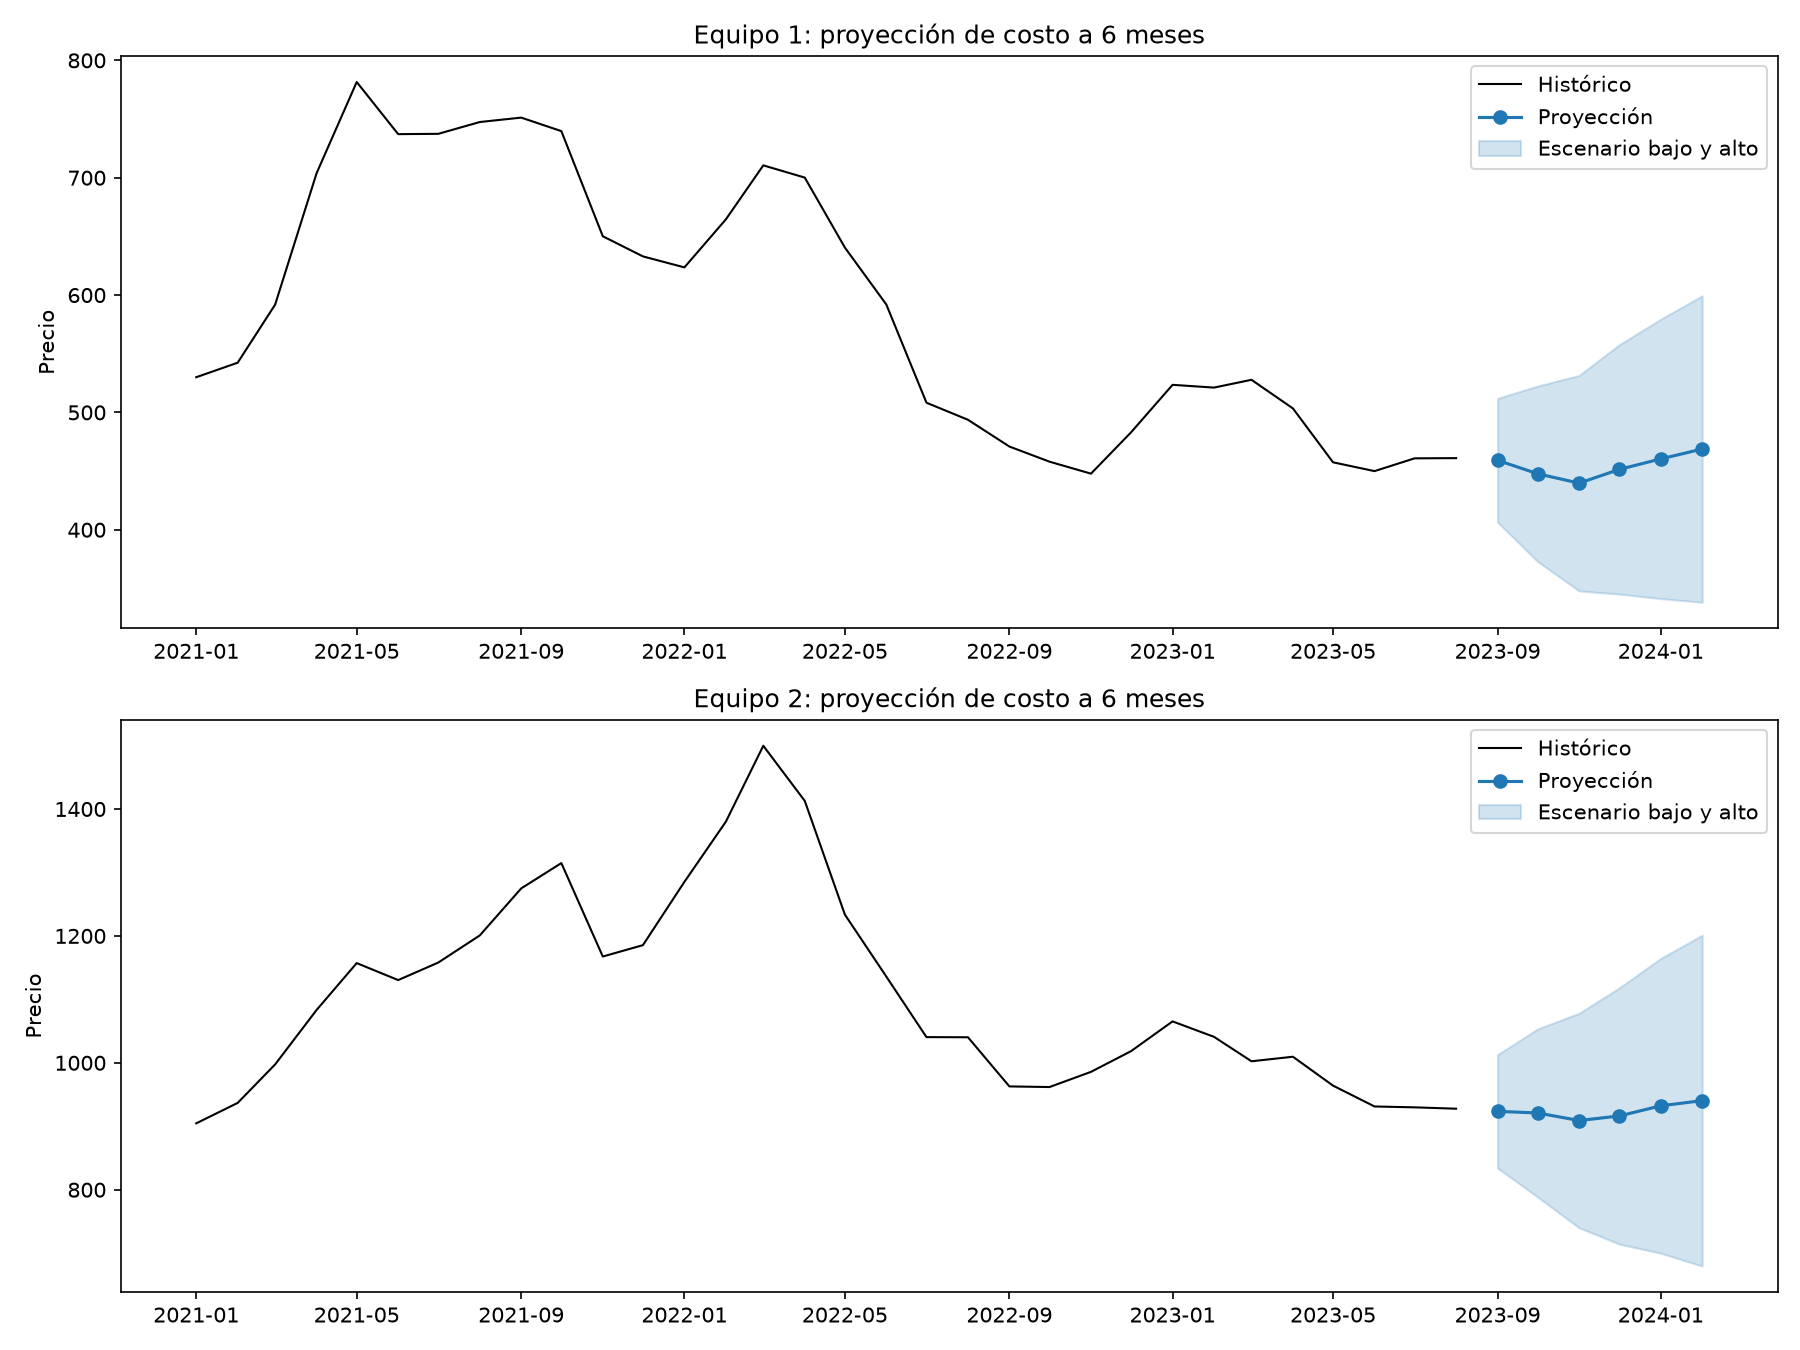 Equipo 1: proyección de costo a 6 meses
800
700
600
500
400
Precio
Histórico
Proyección
Escenario bajo y alto
2021-01 2021-05 2021-09 2022-01 2022-05 2022-09 2023-01 2023-05 2023-09 2024-01
Equipo 2: proyección de costo a 6 meses
1400
1200
1000
800
Precio
Histórico
Proyección
Escenario bajo y alto
2021-01 2021-05 2021-09 2022-01 2022-05 2022-09 2023-01 2023-05 2023-09 2024-01